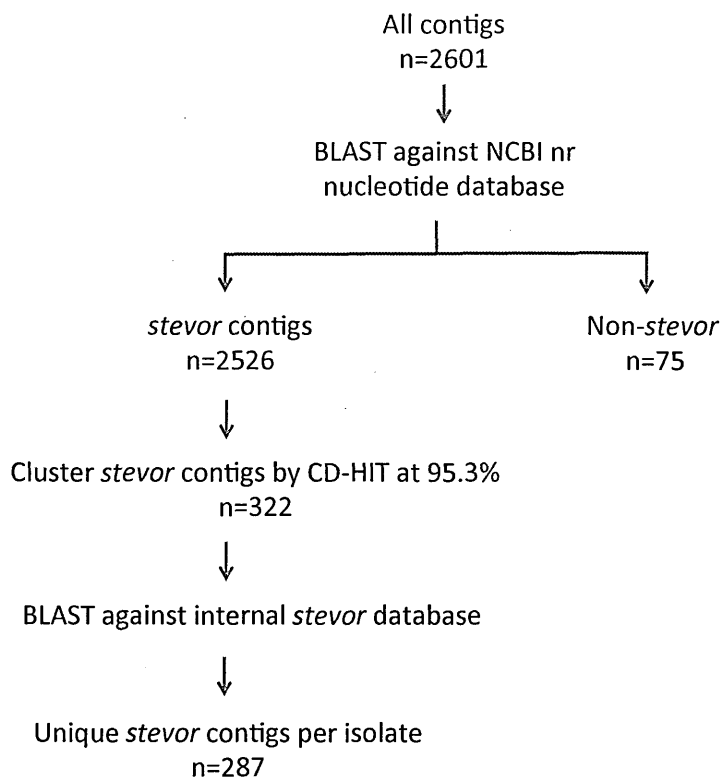 All contigs
n=2601
BLAST against NCBI nr
nucleotide database
stevor contigs
n=2526
Non-stevor
n=75
Cluster stevor contigs by CD-HIT at 95.3%
n=322
BLAST against internal stevor database
Unique stevor contigs per isolate
n=287